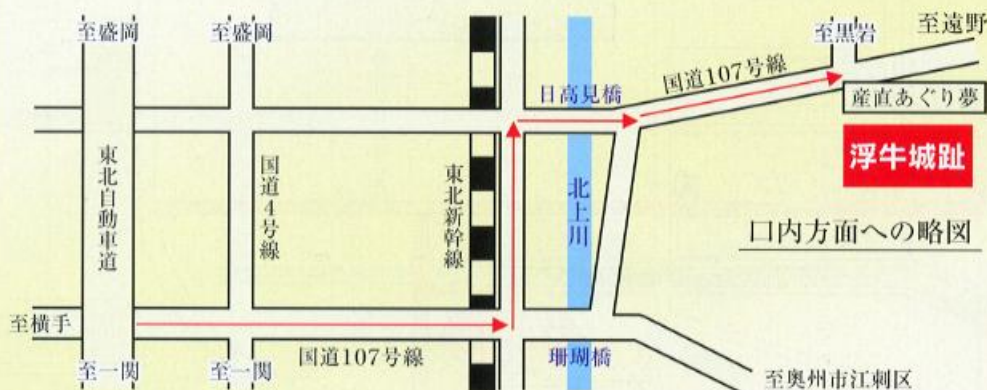 至盛岡
至盛岡
至黒岩
至遠野
国道107号線
日高見橋
産直あぐり夢
浮牛城趾
東北自動車道
国道4号線
東北新幹線
北上川
口内方面への略図
至横手
国道107号線
珊瑚橋
至一関
至一関
至奥州市江刺区